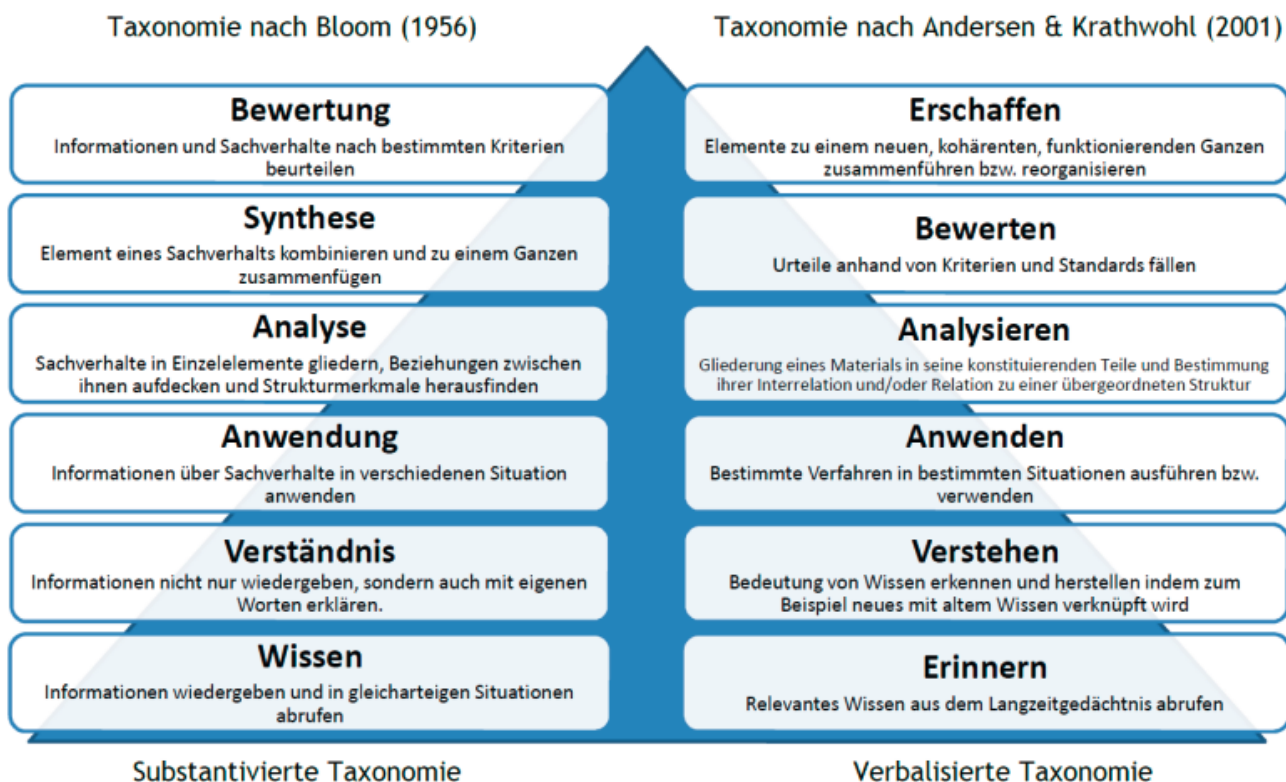 Taxonomie nach Bloom (1956)
Taxonomie nach Andersen & Krathwohl (2001)
Bewertung
Informationen und Sachverhalte nach bestimmten Kriterien
beurteilen
Erschaffen
Elemente zu einem neuen, kohärenten, funktionierenden Ganzen
zusammenführen bzw. reorganisieren
Synthese
Element eines Sachverhalts kombinieren und zu einem Ganzen
zusammenfügen
Bewerten
Urteile anhand von Kriterien und Standards fällen
Analyse
Sachverhalte in Einzelelemente gliedern, Beziehungen zwischen
ihnen aufdecken und Strukturmerkmale herausfinden
Analysieren
Gliederung eines Materials in seine konstituierenden Teile und Bestimmung
ihrer Interrelation und/oder Relation zu einer übergeordneten Struktur
Anwendung
Informationen über Sachverhalte in verschiedenen Situation
anwenden
Anwenden
Bestimmte Verfahren in bestimmten Situationen ausführen bzw.
verwenden
Verständnis
Informationen nicht nur wiedergeben, sondern auch mit eigenen
Worten erklären.
Verstehen
Bedeutung von Wissen erkennen und herstellen indem zum
Beispiel neues mit altem Wissen verknüpft wird
Wissen
Informationen wiedergeben und in gleicharteigen Situationen
abrufen
Erinnern
Relevantes Wissen aus dem Langzeitgedächtnis abrufen
Substantivierte Taxonomie
Verbalisierte Taxonomie